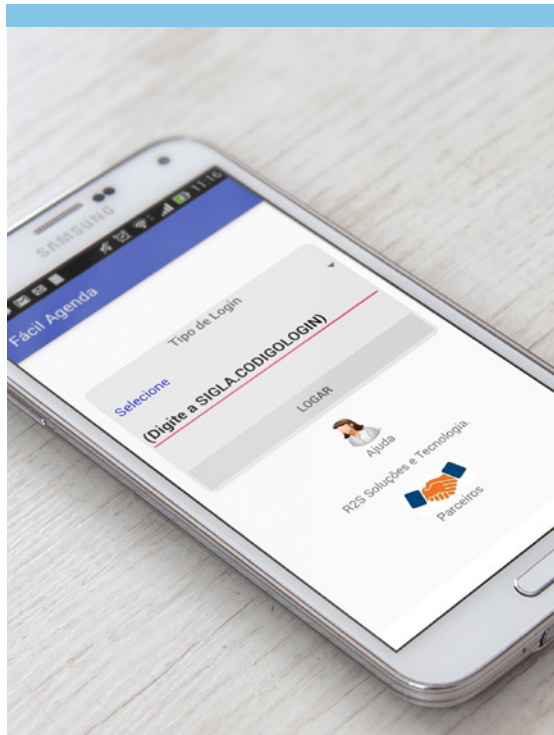 SAMSUNG
11:16
Fácil Agenda
Tipo de Login
Selecione
(Digite a SIGLA.CODIGOLOGIN)
LOGAR
Ajuda
R2S Soluções e Tecnologia.
Parceiros